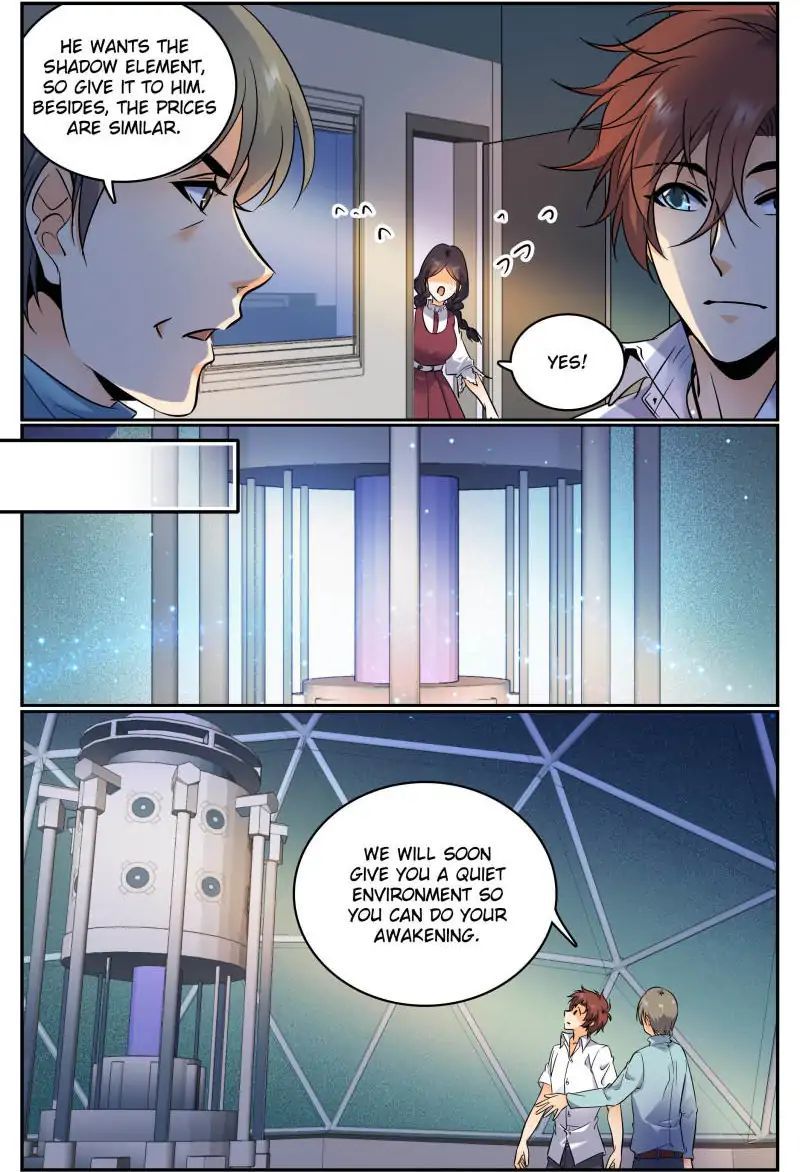 HE WANTS THE
SHADOW ELEMENT,
SO GIVE IT TO HIM.
BESIDES, THE PRICES
ARE SIMILAR.
YES!
WE WILL SOON
GIVE YOU A QUIET
ENVIRONMENT SO
YOU CAN DO YOUR
AWAKENING.